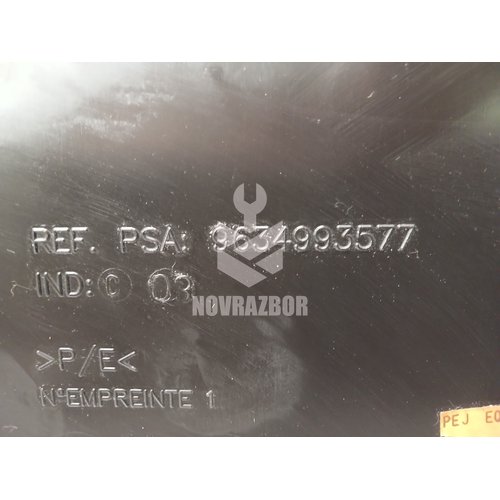 REF. PSA: 9634993577
IND: C 03
NOVRAZBOR
>P/E<
N°EMPREINTE 1
PEJ